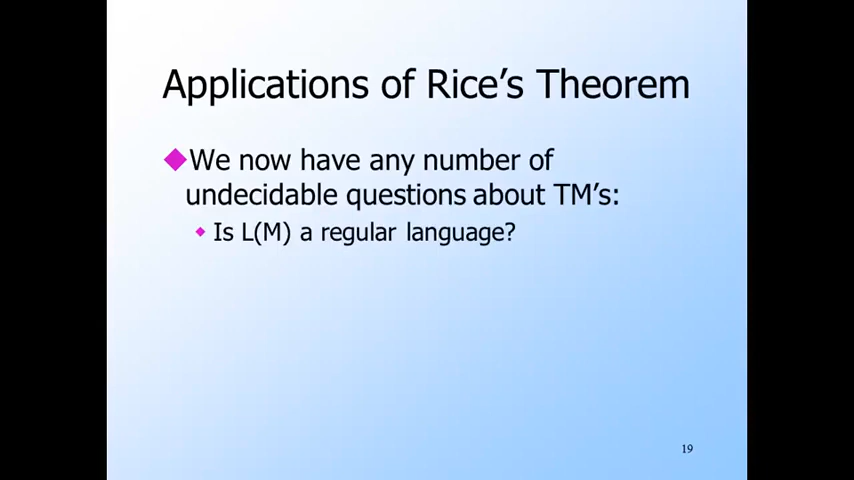 Applications of Rice's Theorem
We now have any number of
undecidable questions about TM's:
Is L(M) a regular language?
19